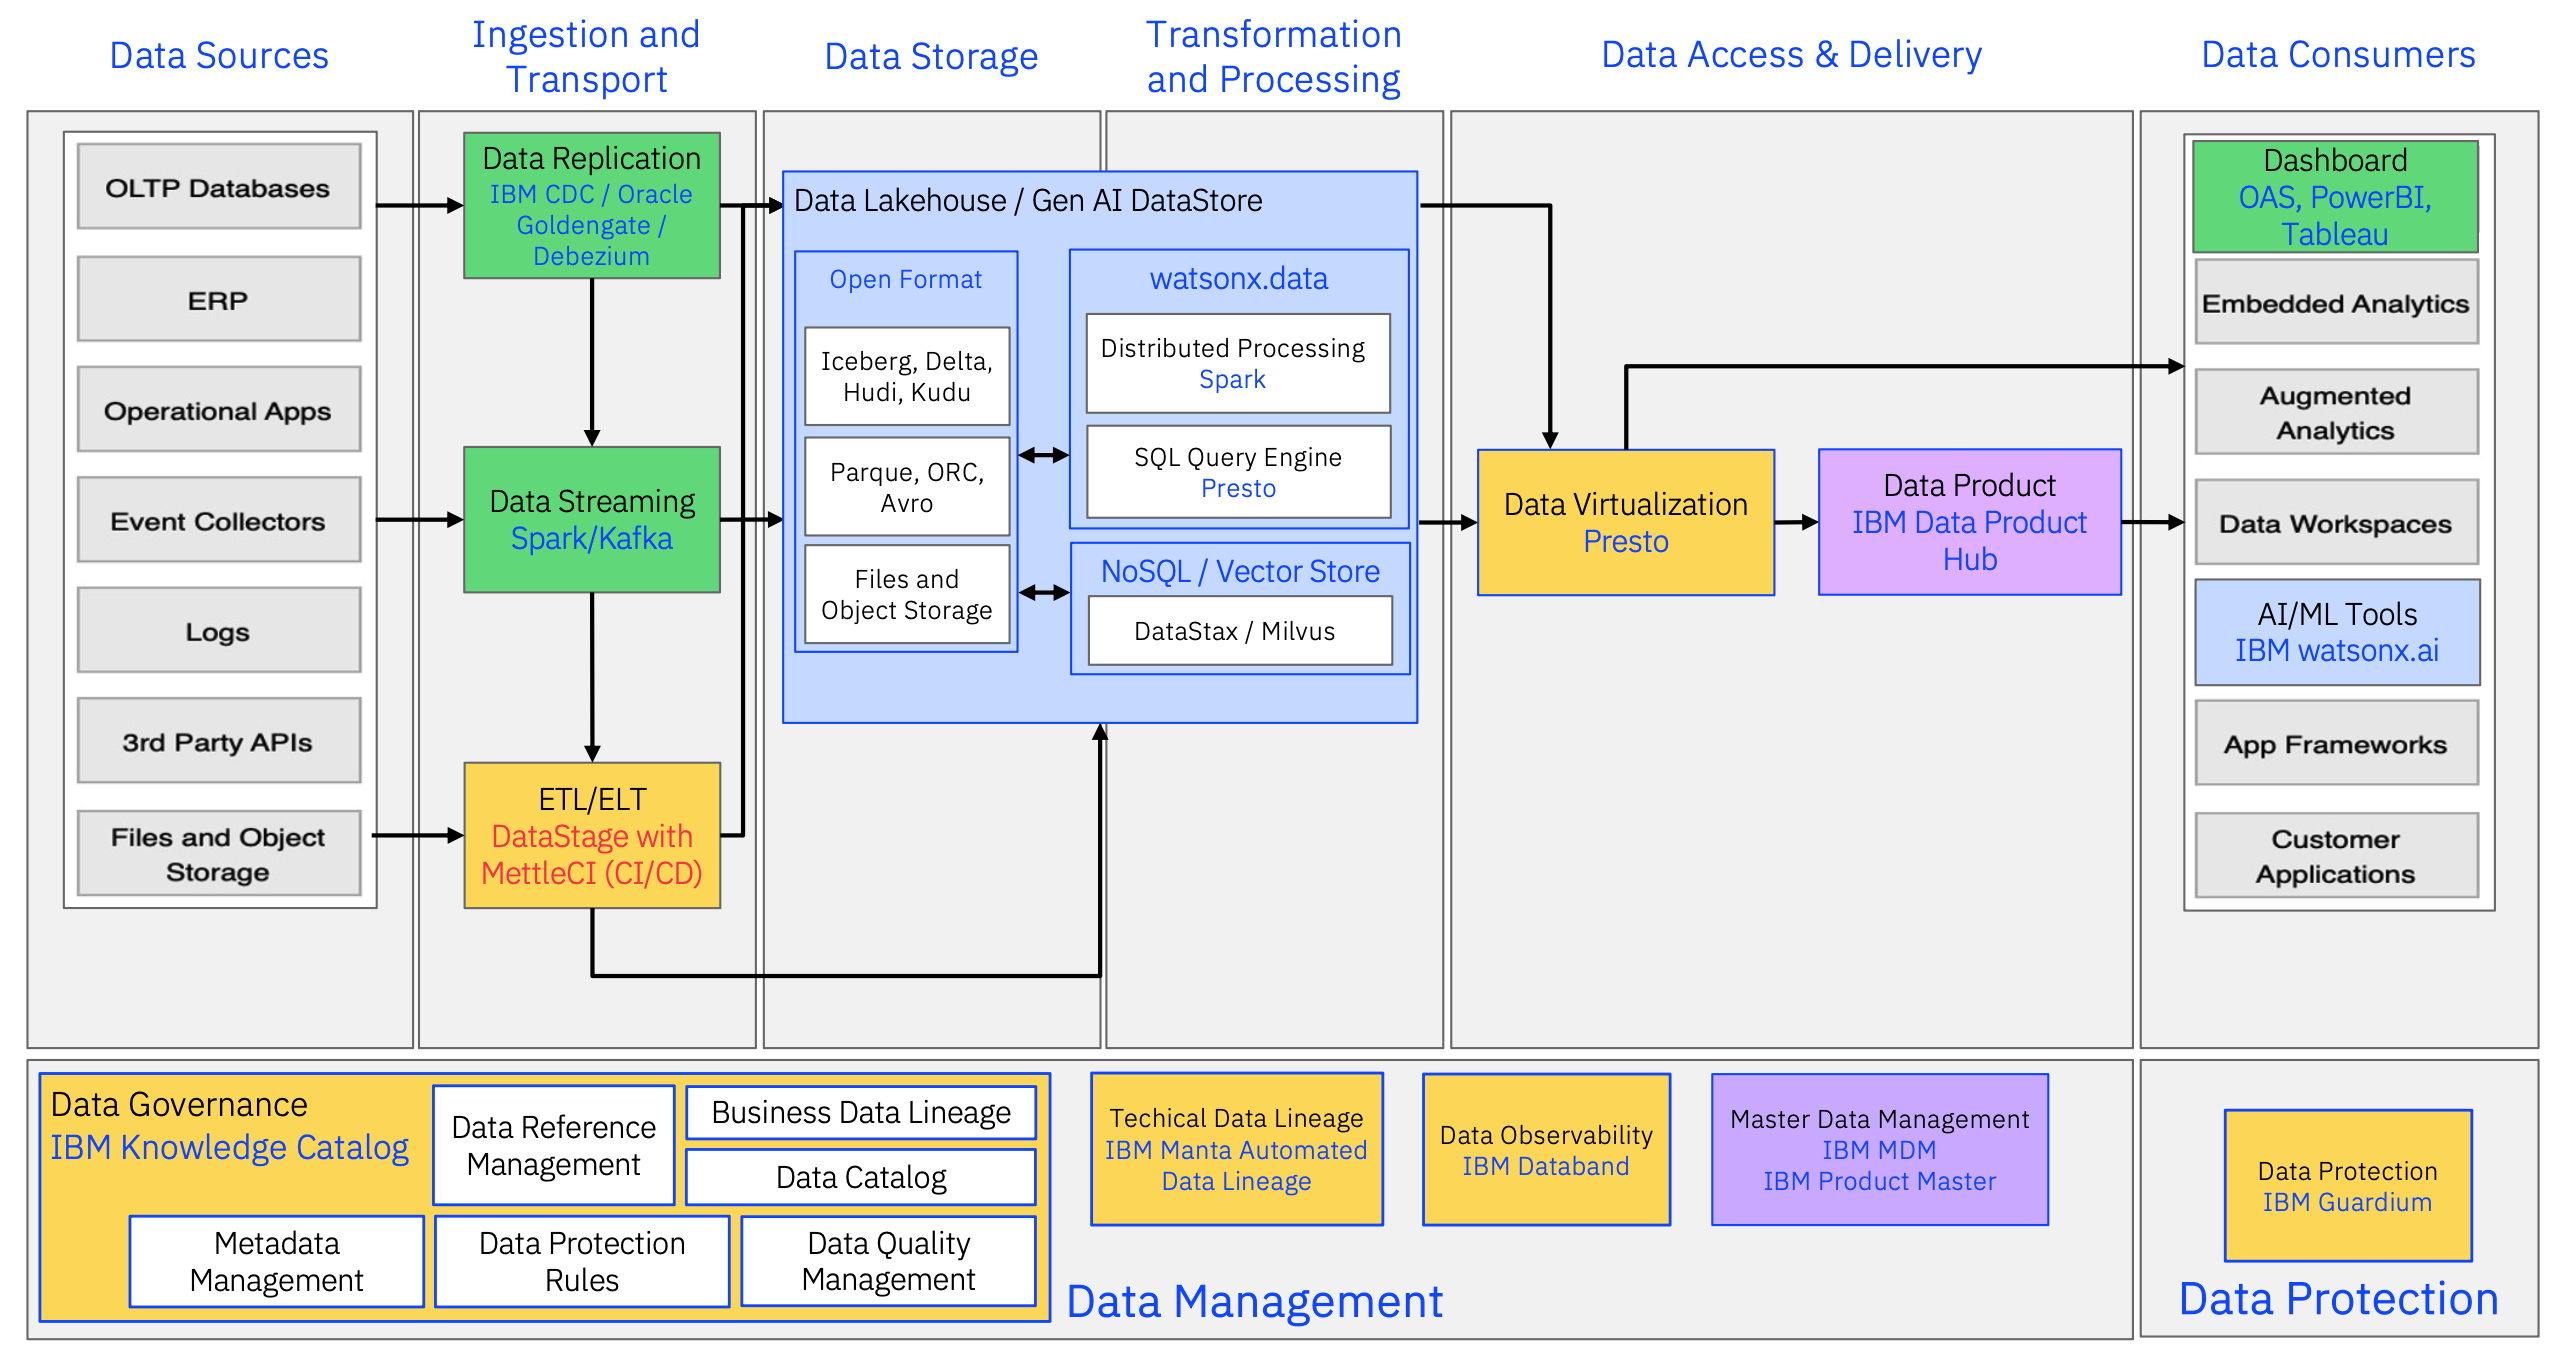 Data Sources
Ingestion and
Transport
Data Storage
Transformation
and Processing
Data Access & Delivery
Data Consumers
OLTP Databases
ERP
Operational Apps
Event Collectors
Logs
3rd Party APIs
Files and Object
Storage
Data Replication
IBM CDC / Oracle
Goldengate /
Debezium
Data Streaming
Spark/Kafka
ETL/ELT
DataStage with
MettleCI (CI/CD)
Data Lakehouse / Gen AI DataStore
Open Format
Iceberg, Delta,
Hudi, Kudu
Parque, ORC,
Avro
Files and
Object Storage
watsonx.data
Distributed Processing
Spark
SQL Query Engine
Presto
NoSQL / Vector Store
DataStax / Milvus
Data Virtualization
Presto
Data Product
IBM Data Product
Hub
Dashboard
OAS, PowerBI,
Tableau
Embedded Analytics
Augmented
Analytics
Data Workspaces
AI/ML Tools
IBM watsonx.ai
App Frameworks
Customer
Applications
Data Governance
IBM Knowledge Catalog
Data Reference
Management
Business Data Lineage
Data Catalog
Metadata
Management
Data Protection
Rules
Data Quality
Management
Techical Data Lineage
IBM Manta Automated
Data Lineage
Data Observability
IBM Databand
Master Data Management
IBM MDM
IBM Product Master
Data Management
Data Protection
IBM Guardium
Data Protection